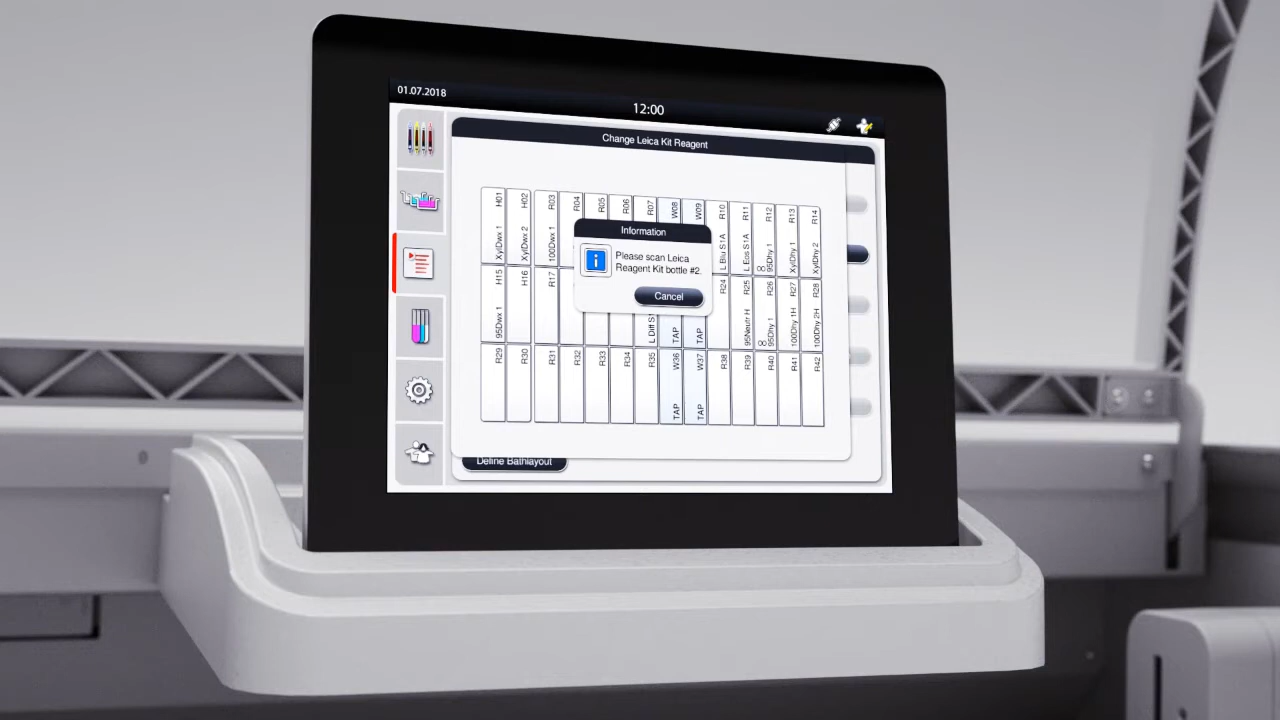 01.07.2018
12:00
Change Leica Kit Reagent
H01 H02 R03 R04 R05 R06 R07 W08 W09 R10 R11 R12 R13 R14
XylDwx 1 XylDwx 2 100Dwx 1 L Blu S1A L Eos S1A 95Dhy 1 XylDhy 1 XylDhy 2
Information
Please scan Leica
Reagent Kit bottle #2.
Cancel
H15 H16 R17 R24 R25 R26 R27 R28
95Dwx 1 L Diff S1 TAP TAP 95Neutr H 95Dhy 1 100Dhy 1H 100Dhy 2H
R29 R30 R31 R32 R33 R34 R35 W36 W37 R38 R39 R40 R41 R42
TAP TAP
Define Bathlayout